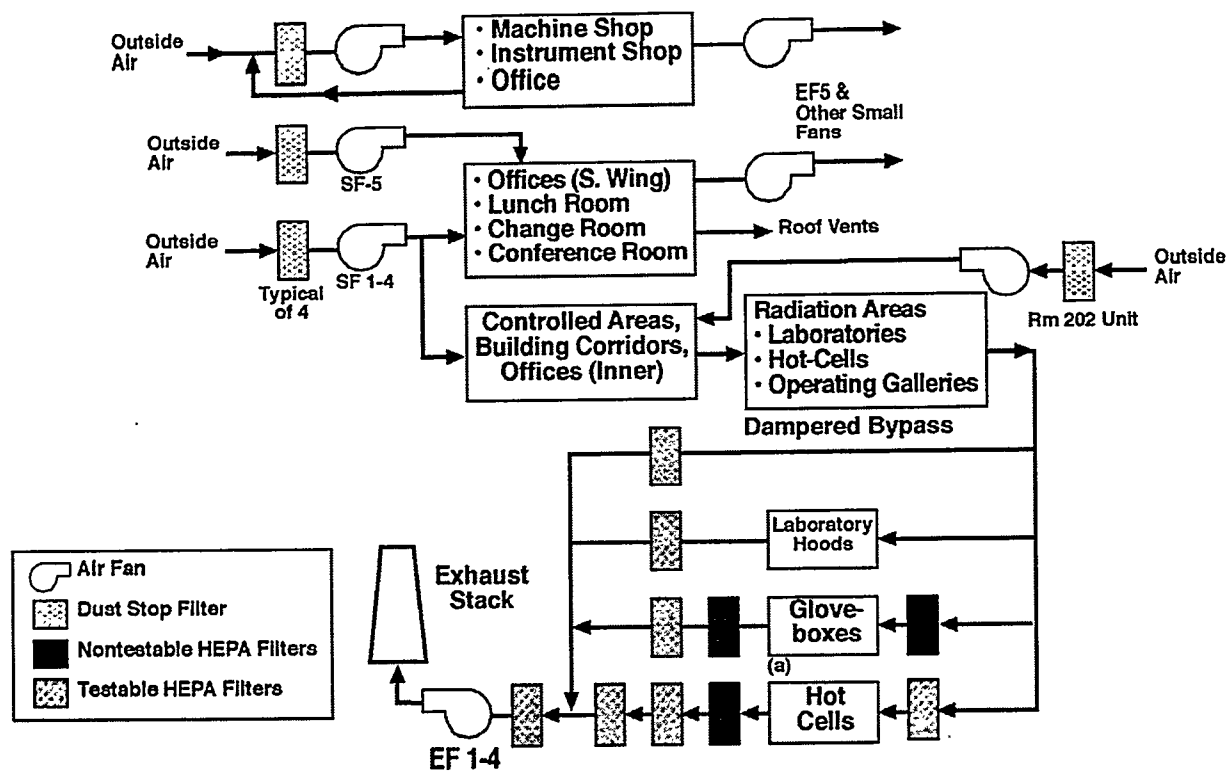 Outside
Air
• Machine Shop
• Instrument Shop
• Office
EF5 &
Other Small
Fans
Outside
Air
SF-5
• Offices (S. Wing)
• Lunch Room
• Change Room
• Conference Room
Roof Vents
Outside
Air
Typical
of 4
SF 1-4
Outside
Air
Rm 202 Unit
Controlled Areas,
Building Corridors,
Offices (Inner)
Radiation Areas
• Laboratories
• Hot-Cells
• Operating Galleries
Dampered Bypass
Laboratory
Hoods
Glove-
boxes
(a)
Hot
Cells
Exhaust
Stack
EF 1-4
Air Fan
Dust Stop Filter
Nontestable HEPA Filters
Testable HEPA Filters